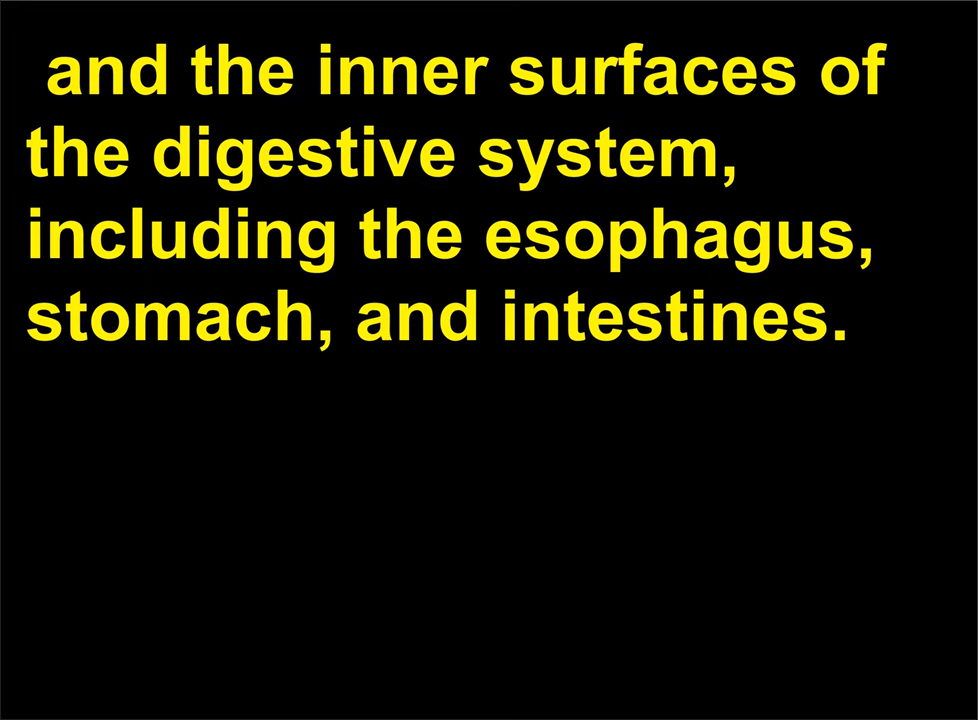 and the inner surfaces of
the digestive system,
including the esophagus,
stomach, and intestines.